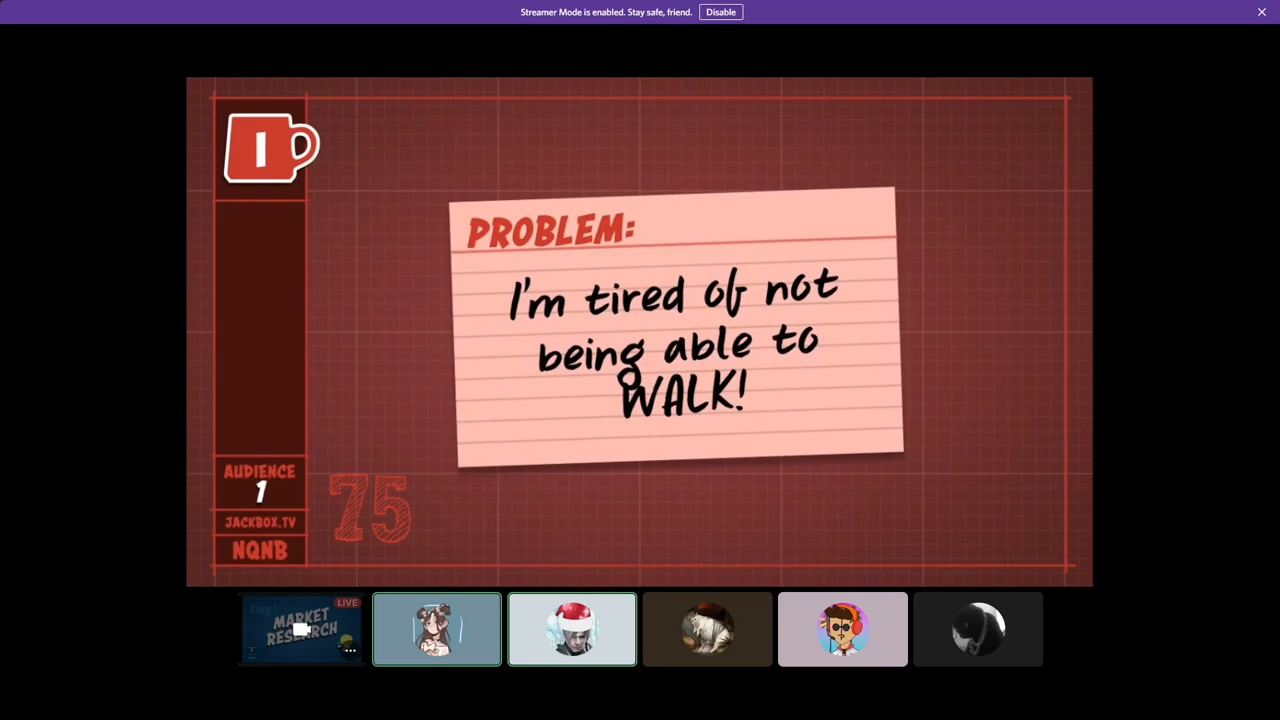 Streamer Mode is enabled. Stay safe, friend. Disable
1
PROBLEM:
I'm tired of not
being able to
WALK!
AUDIENCE
1
JACKBOX.TV
NQNB
75
LIVE
MARKET
RESEARCH